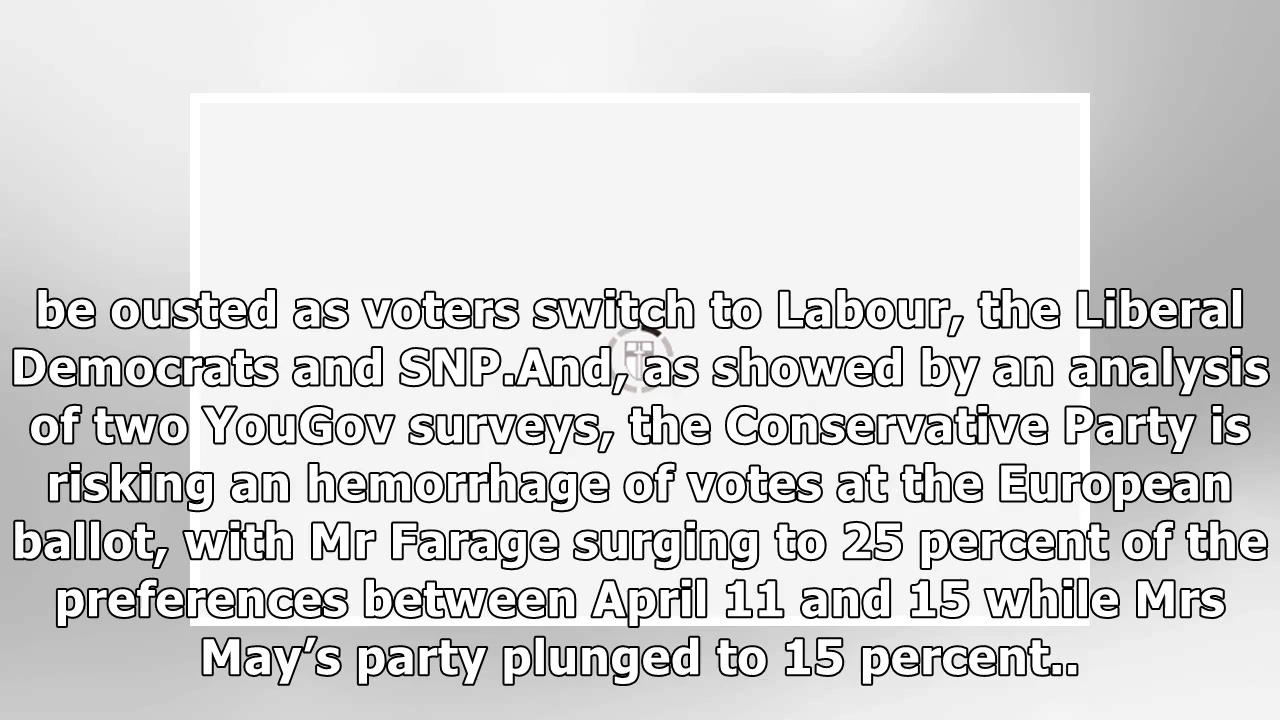 be ousted as voters switch to Labour, the Liberal
Democrats and SNP.And, as showed by an analysis
of two YouGov surveys, the Conservative Party is
risking an hemorrhage of votes at the European
ballot, with Mr Farage surging to 25 percent of the
preferences between April 11 and 15 while Mrs
May’s party plunged to 15 percent..